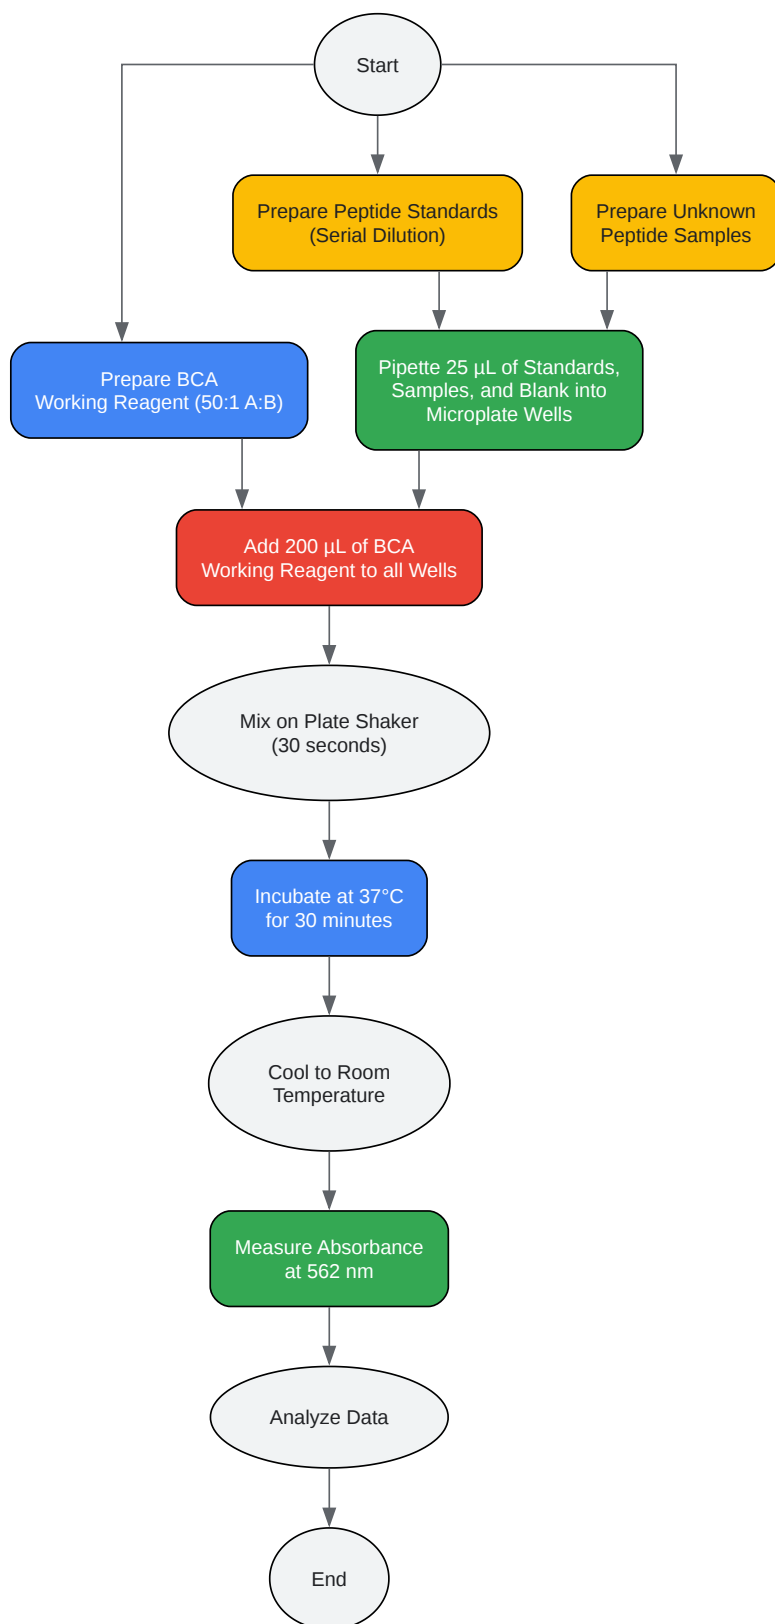 Start
Prepare Peptide Standards
(Serial Dilution)
Prepare Unknown
Peptide Samples
Prepare BCA
Working Reagent (50:1 A:B)
Pipette 25 µL of Standards,
Samples, and Blank into
Microplate Wells
Add 200 µL of BCA
Working Reagent to all Wells
Mix on Plate Shaker
(30 seconds)
Incubate at 37°C
for 30 minutes
Cool to Room
Temperature
Measure Absorbance
at 562 nm
Analyze Data
End